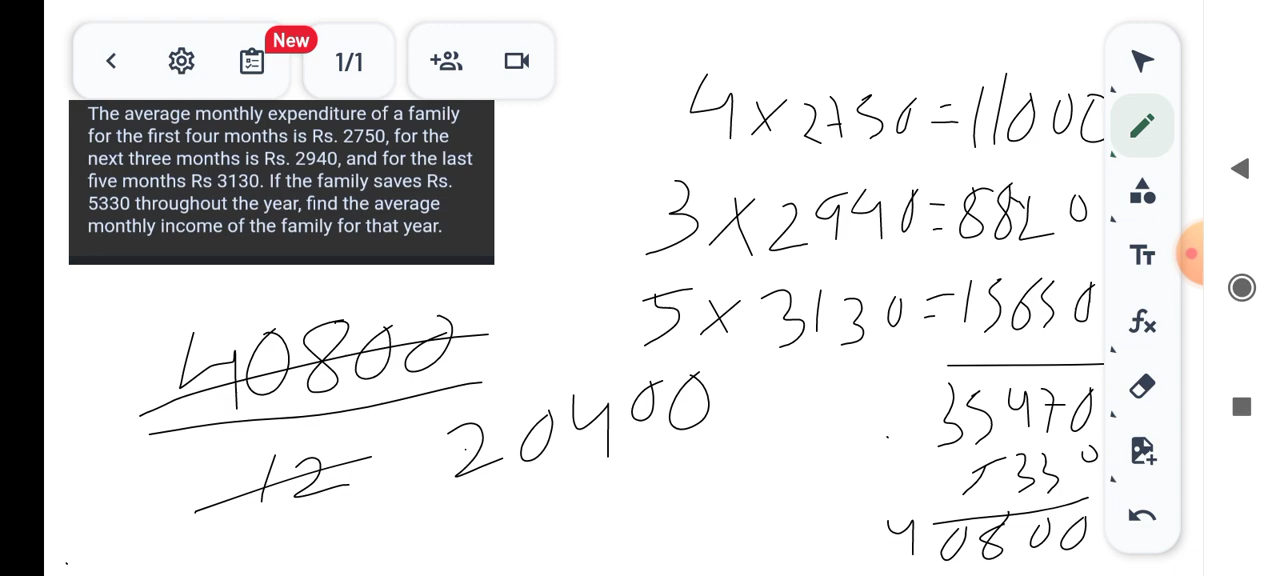 New
1/1
The average monthly expenditure of a family
for the first four months is Rs. 2750, for the
next three months is Rs. 2940, and for the last
five months Rs 3130. If the family saves Rs.
5330 throughout the year, find the average
monthly income of the family for that year.
4 x 2750 = 11000
3 x 2940 = 8820
5 x 3130 = 15650
35470
5330
40800
40800
12
20400
Tт
fx